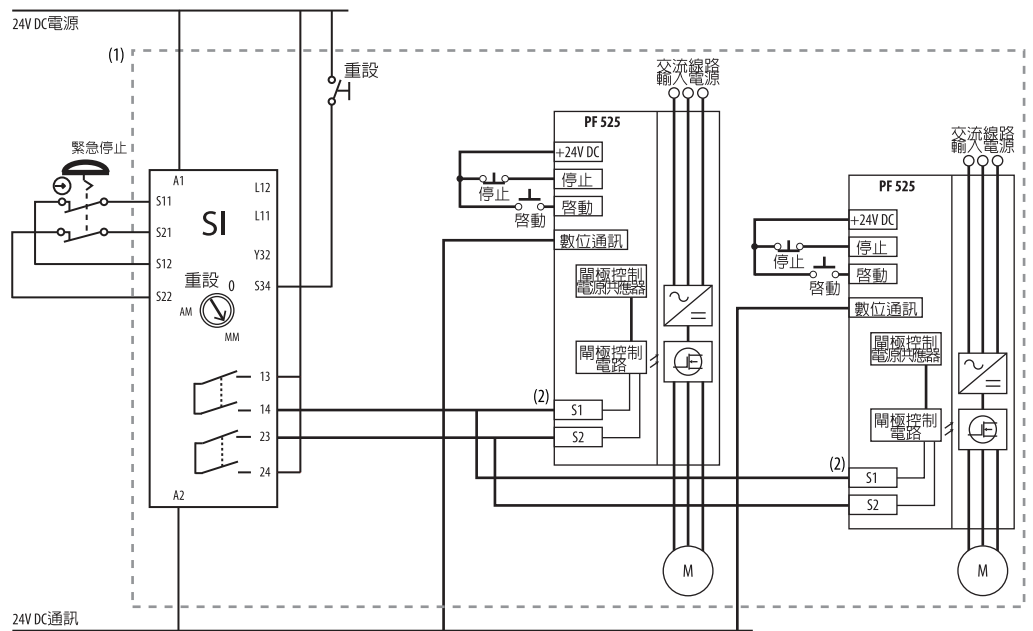 24V DC電源
(1)
重設
緊急停止
A1
L12
S11
L11
S21
SI
Y32
S12
S34
重設
0
S22
AM
MM
13
14
23
24
A2
交流線路
輸入電源
PF 525
+24V DC
停止
停止
啓動
啓動
數位通訊
閘極控制
電源供應器
閘極控制
電路
(2)
S1
S2
M
交流線路
輸入電源
PF 525
+24V DC
停止
停止
啓動
啓動
數位通訊
閘極控制
電源供應器
閘極控制
電路
(2)
S1
S2
M
24V DC通訊